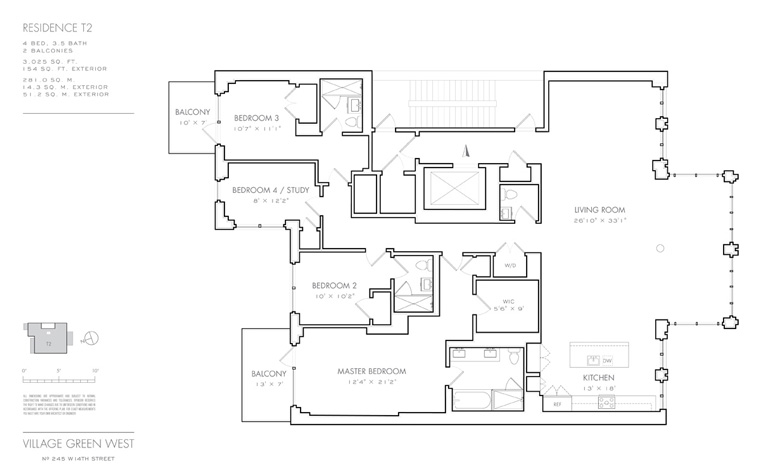 RESIDENCE T2
4 BED, 3.5 BATH
2 BALCONIES
3,025 SQ. FT.
154 SQ. FT. EXTERIOR
281.0 SQ. M.
14.3 SQ. M. EXTERIOR
51.2 SQ. M. EXTERIOR
BALCONY
10' X 7'
BEDROOM 3
10'7" X 11'1"
BEDROOM 4 / STUDY
8' X 12'2"
LIVING ROOM
26'10" X 33'1"
W/D
BEDROOM 2
10' X 10'2"
WIC
5'6" X 9'
BALCONY
13' X 7'
MASTER BEDROOM
12'4" X 21'2"
DW
KITCHEN
13' X 18'
REF
T2
0' 5' 10'
VILLAGE GREEN WEST
Nº 245 W 14TH STREET